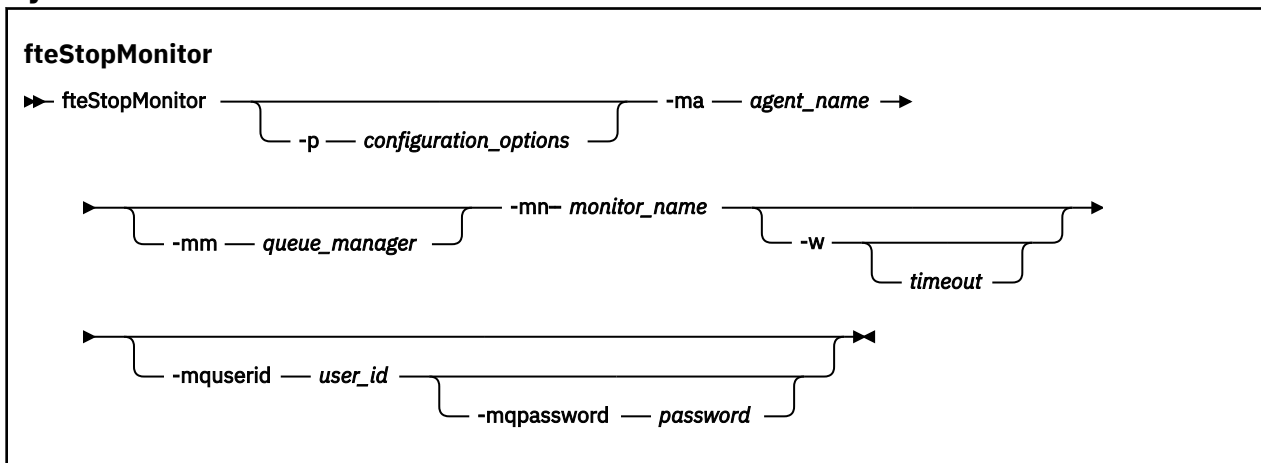 fteStopMonitor
fteStopMonitor -ma agent_name
-p configuration_options
-mn monitor_name
-mm queue_manager -w
timeout
-mquserid user_id
-mqpassword password